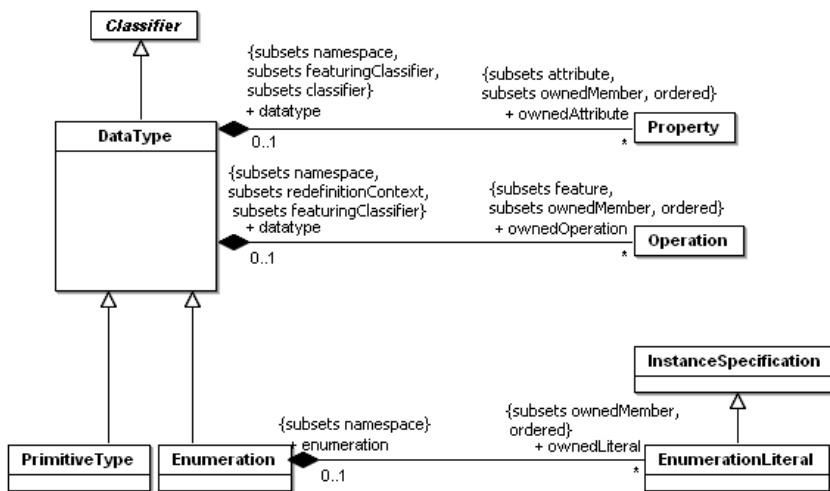 Classifier
{subsets namespace,
subsets featuringClassifier,
subsets classifier}
+ datatype
0..1
{subsets attribute,
subsets ownedMember, ordered}
+ ownedAttribute
*
Property
DataType
{subsets namespace,
subsets redefinitionContext,
subsets featuringClassifier}
+ datatype
0..1
{subsets feature,
subsets ownedMember, ordered}
+ ownedOperation
*
Operation
InstanceSpecification
PrimitiveType
Enumeration
{subsets namespace}
+ enumeration
0..1
{subsets ownedMember,
ordered}
+ ownedLiteral
*
EnumerationLiteral